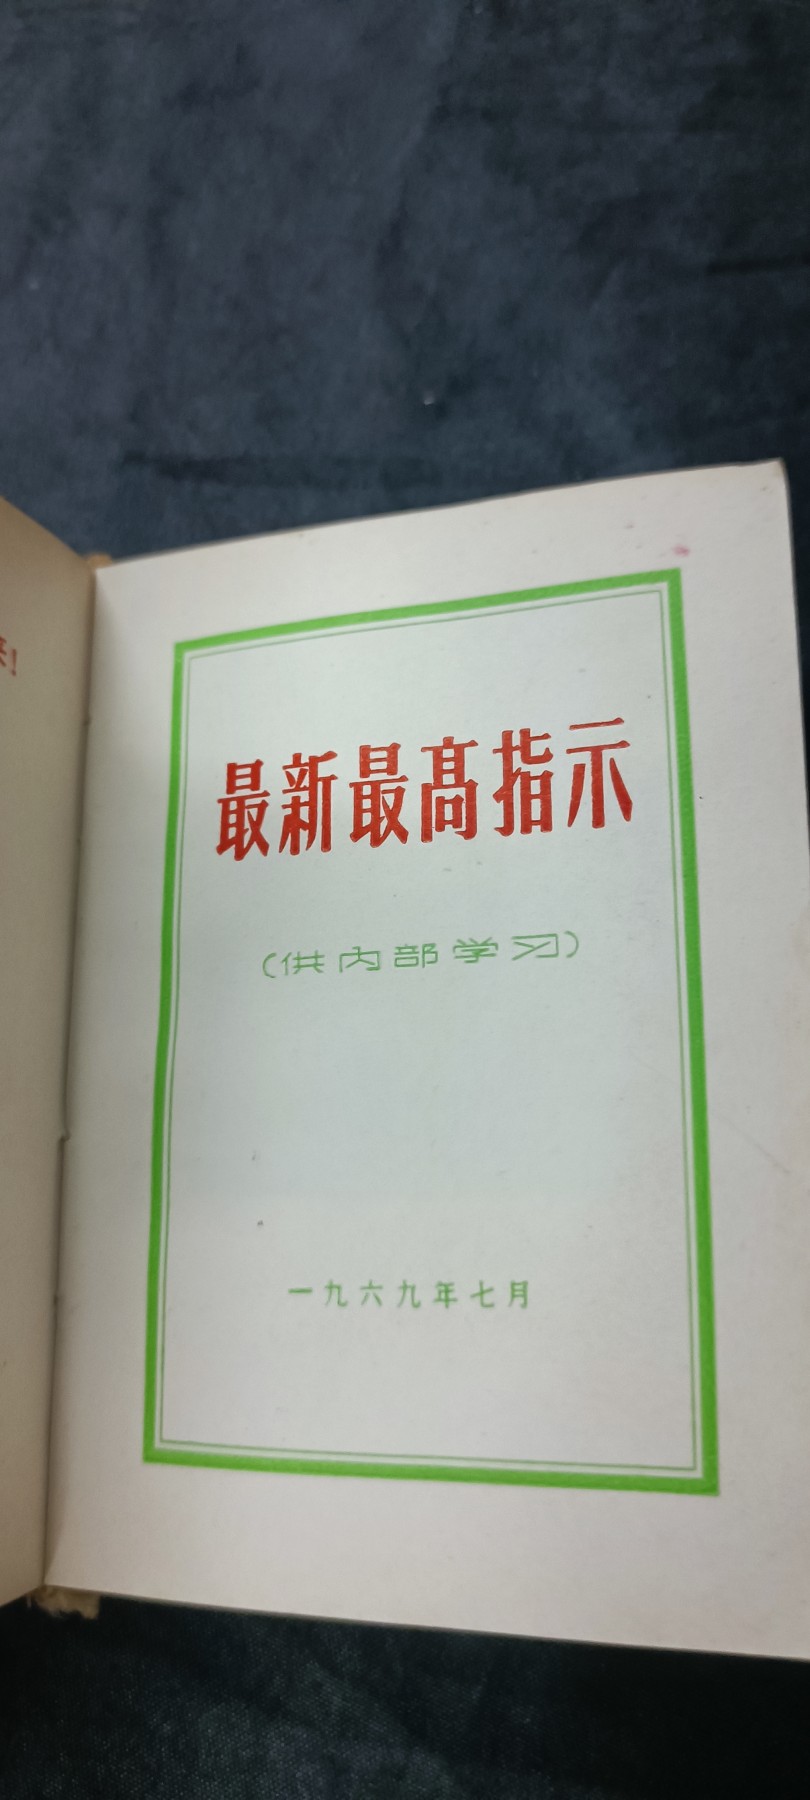 最新最高指示
（供内部学习）
一九六九年七月